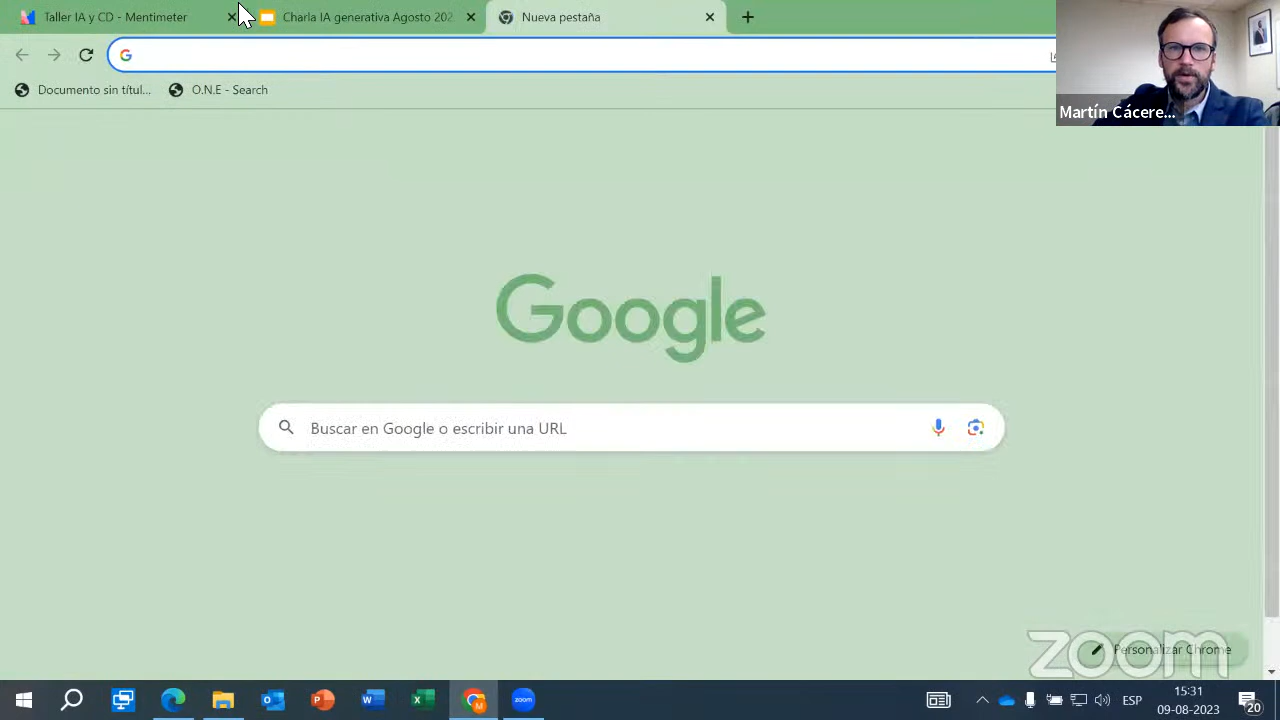 Taller IA y CD - Mentimeter
Charla IA generativa Agosto 202
Nueva pestaña
Documento sin títul...
O.N.E - Search
Martín Cácere...
Google
Buscar en Google o escribir una URL
zoom
Personalizar Chrome
zoom
ESP
15:31
09-08-2023
20